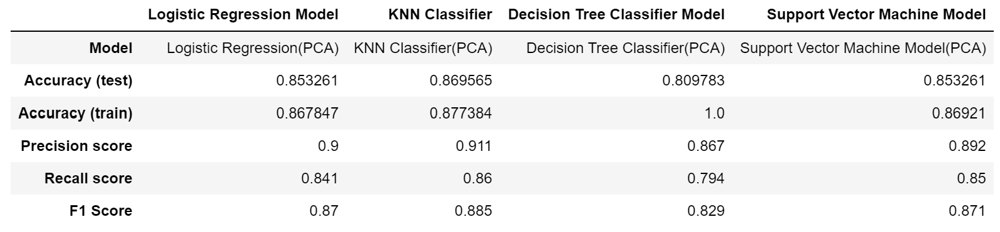 Logistic Regression Model KNN Classifier Decision Tree Classifier Model Support Vector Machine Model
Model Logistic Regression(PCA) KNN Classifier(PCA) Decision Tree Classifier(PCA) Support Vector Machine Model(PCA)
Accuracy (test) 0.853261 0.869565 0.809783 0.853261
Accuracy (train) 0.867847 0.877384 1.0 0.86921
Precision score 0.9 0.911 0.867 0.892
Recall score 0.841 0.86 0.794 0.85
F1 Score 0.87 0.885 0.829 0.871